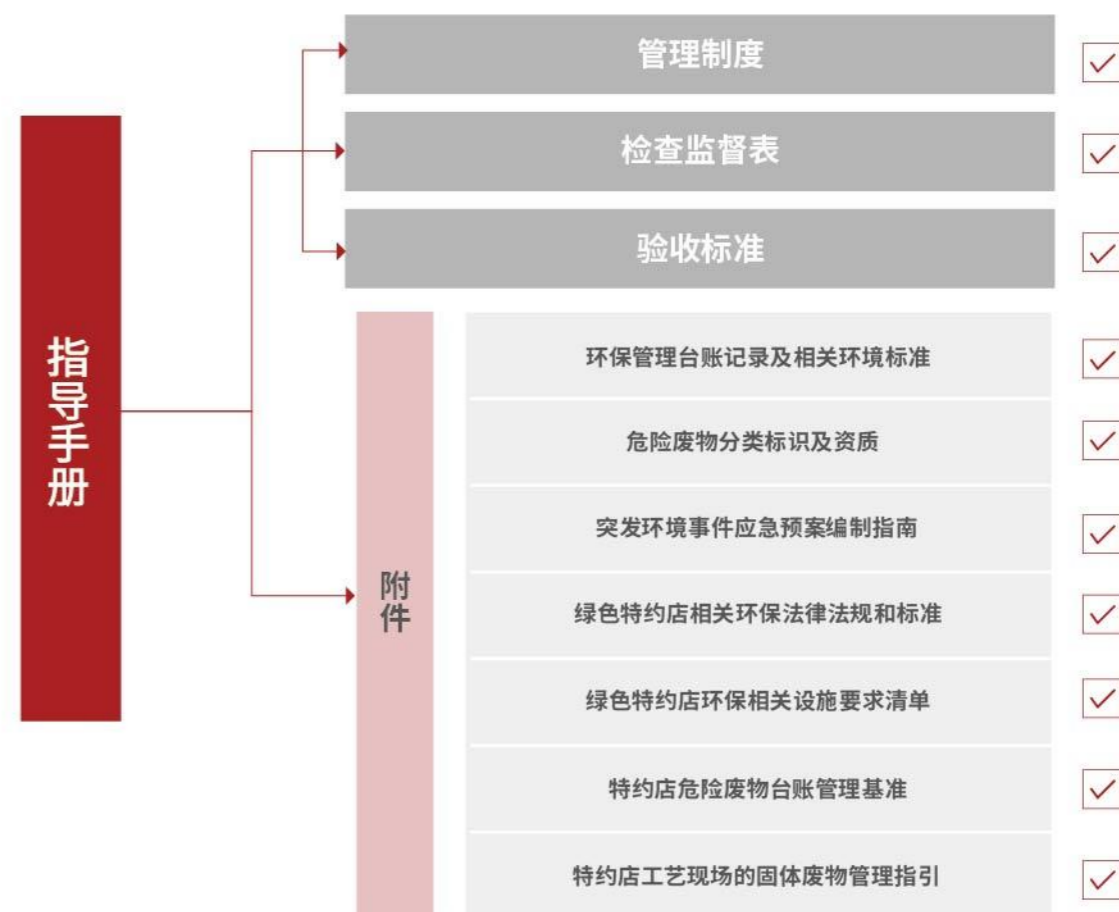 指导手册
管理制度
检查监督表
验收标准
附件
环保管理台账记录及相关环境标准
危险废物分类标识及资质
突发环境事件应急预案编制指南
绿色特约店相关环保法律法规和标准
绿色特约店环保相关设施要求清单
特约店危险废物台账管理基准
特约店工艺现场的固体废物管理指引